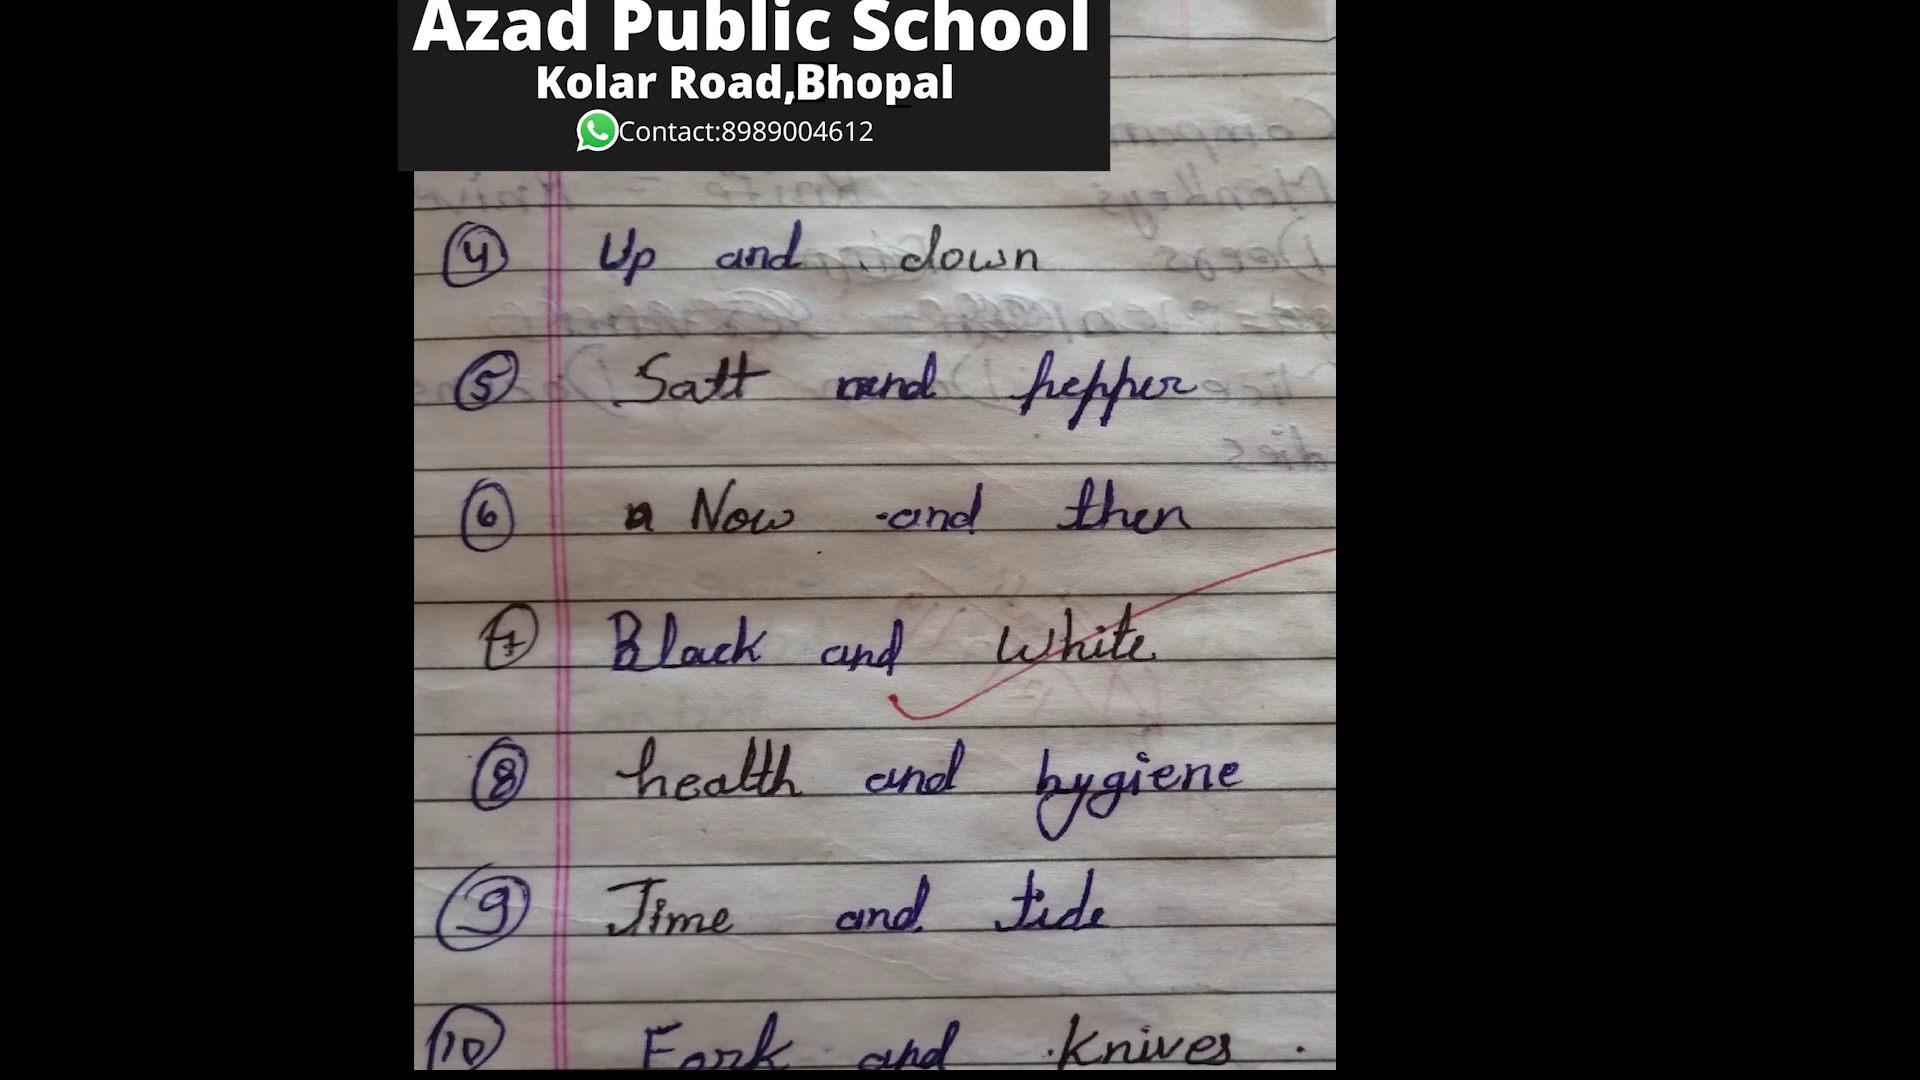 Azad Public School
Kolar Road,Bhopal
Contact:8989004612
4 Up and down
5 Salt and pepper
6 Now and then
7 Black and White
8 health and hygiene
9 Time and tide
10 Fork and Knives.